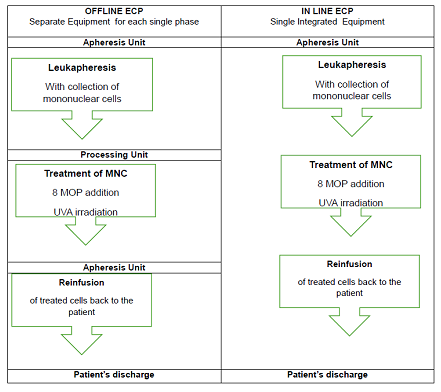 OFFLINE ECP
Separate Equipment for each single phase
Apheresis Unit
Leukapheresis
With collection of
mononuclear cells
Processing Unit
Treatment of MNC
8 MOP addition
UVA irradiation
Apheresis Unit
Reinfusion
of treated cells back to the
patient
Patient's discharge
IN LINE ECP
Single Integrated Equipment
Apheresis Unit
Leukapheresis
With collection of
mononuclear cells
Treatment of MNC
8 MOP addition
UVA irradiation
Reinfusion
of treated cells back to the
patient
Patient's discharge